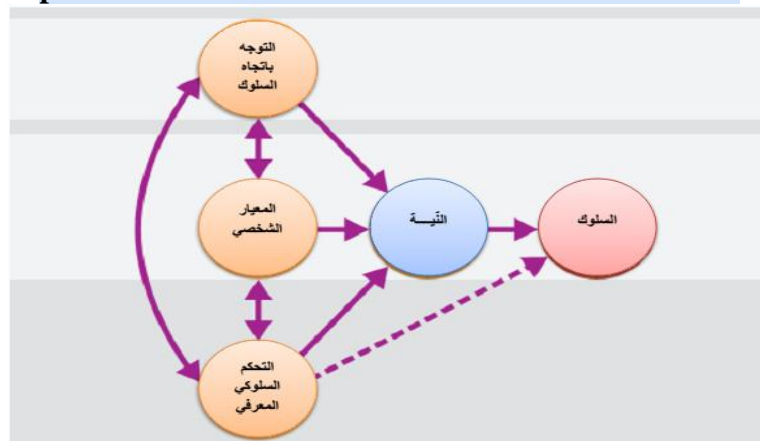 التوجه
باتجاه
السلوك
المعيار
الشخصي
النّيـــة
السلوك
التحكم
السلوكي
المعرفي